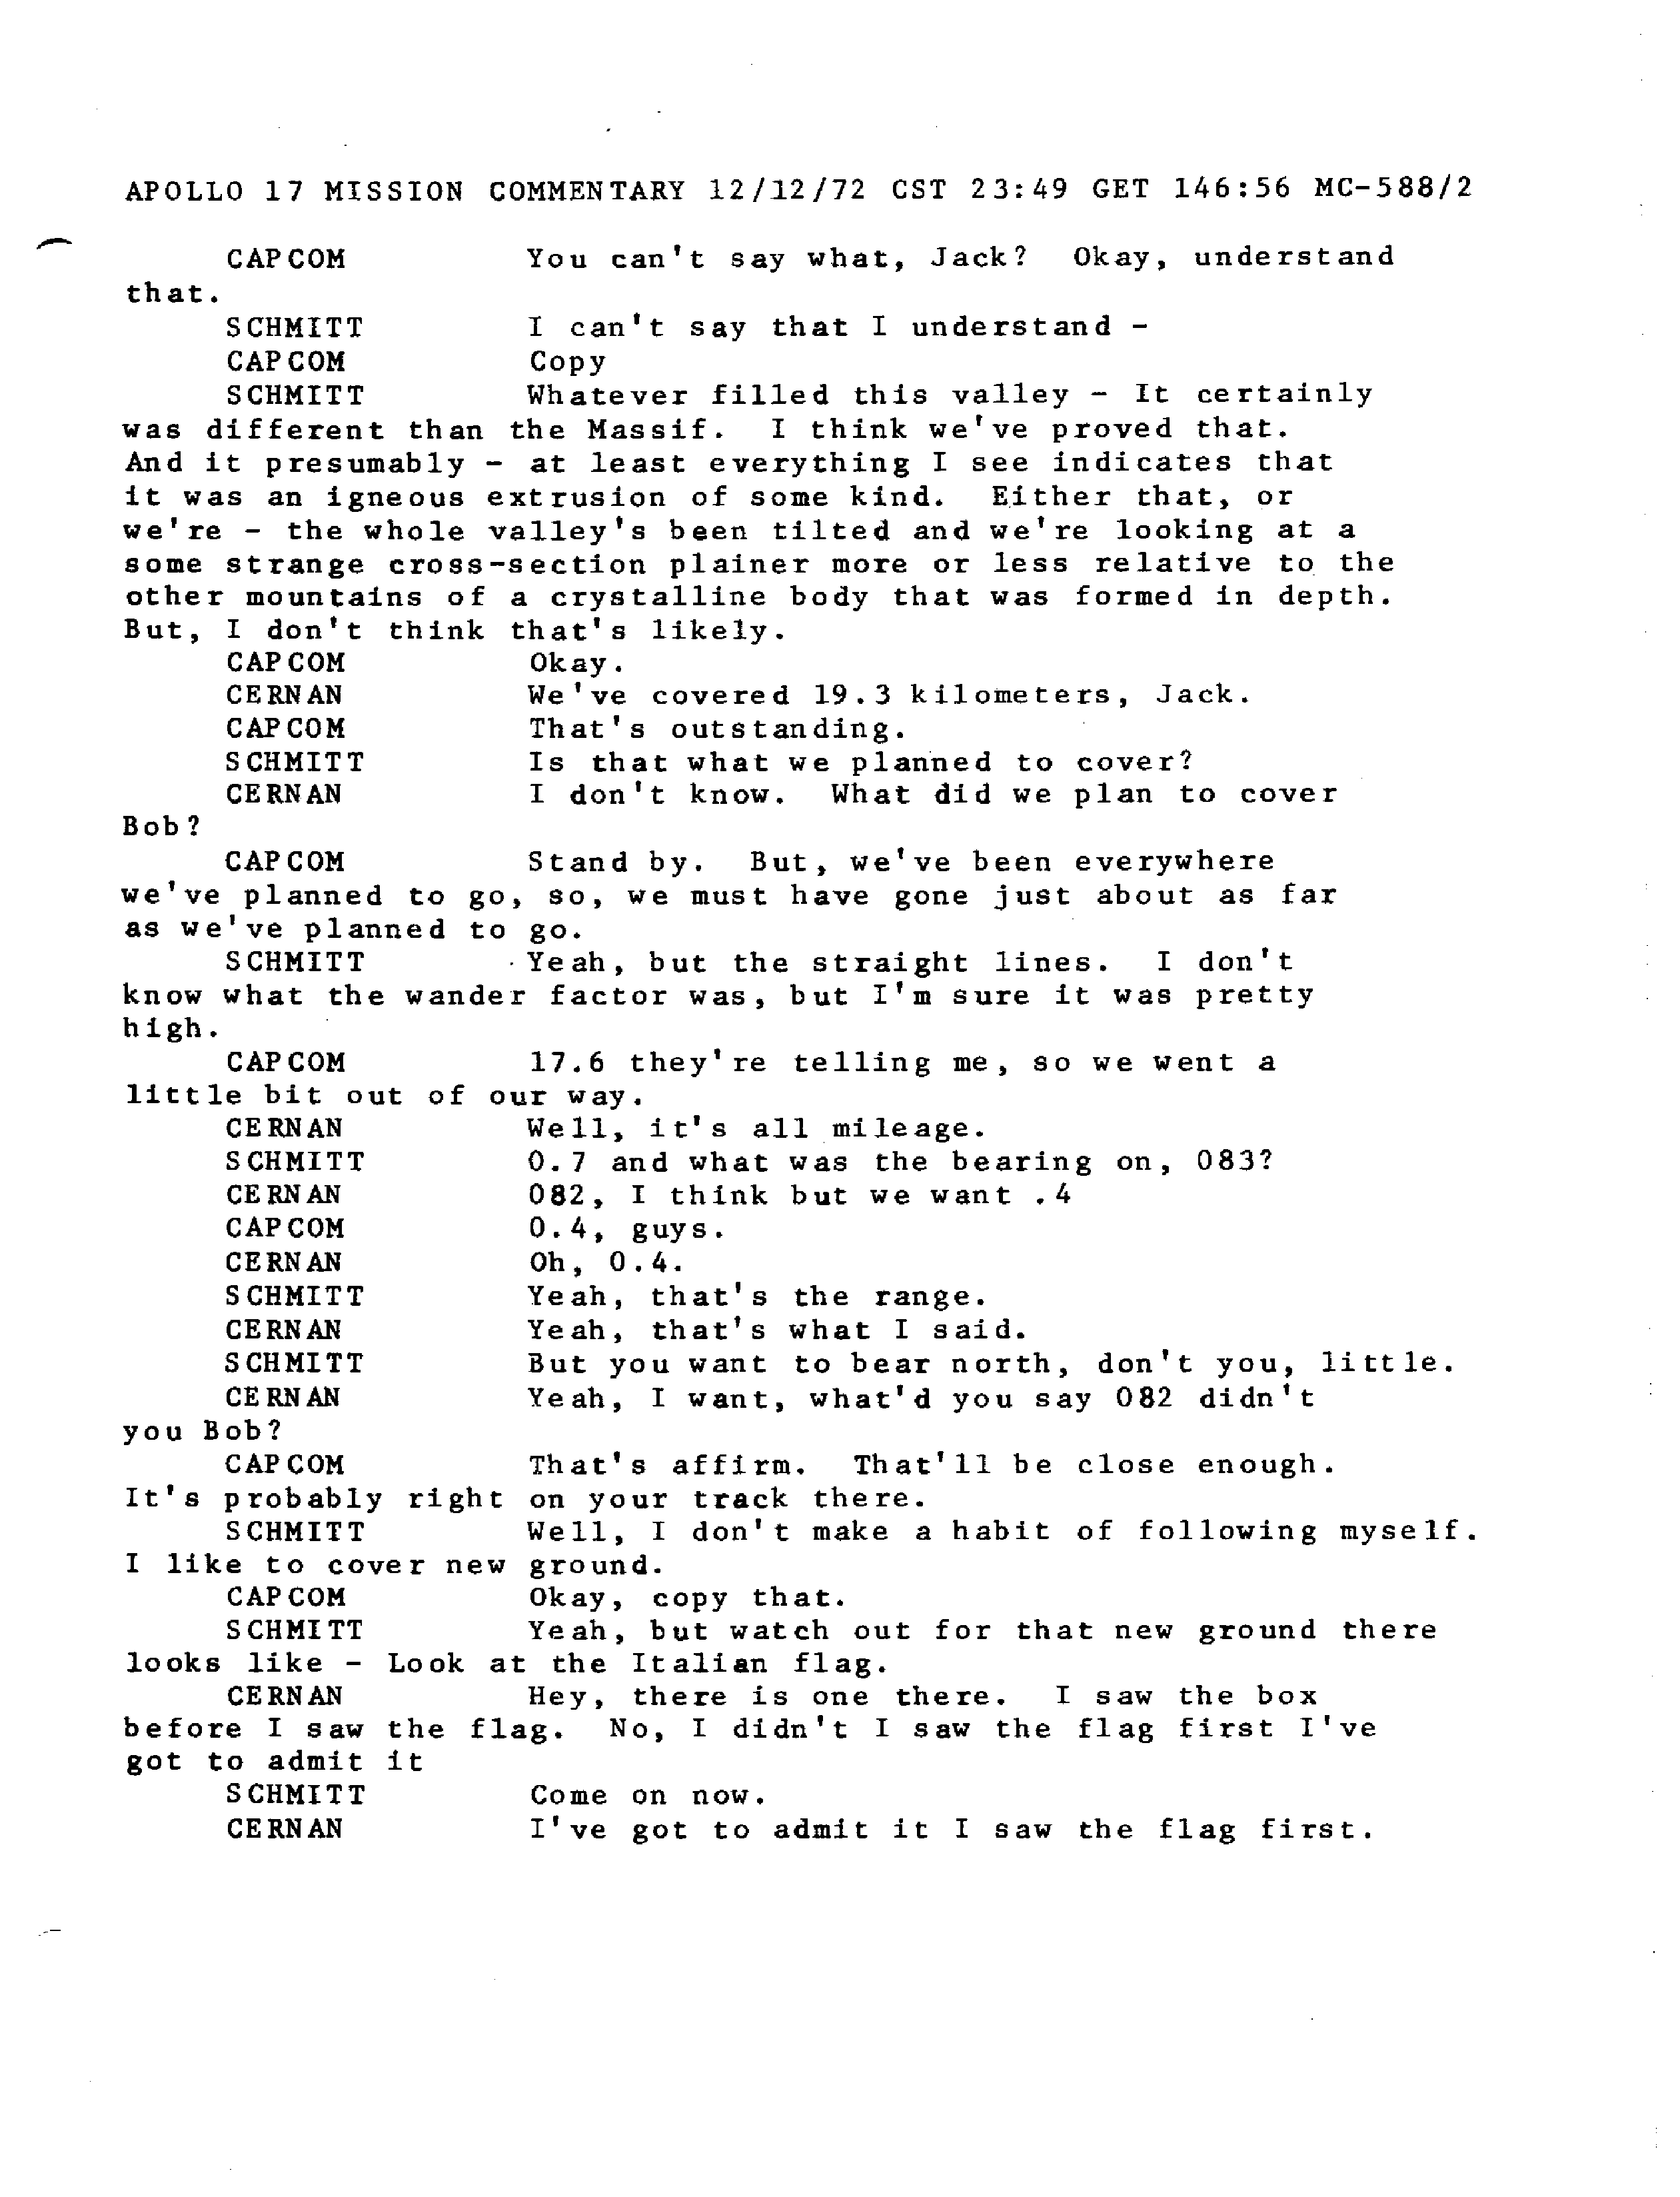 APOLLO 17 MISSION COMMENTARY 12/12/72 CST 23:49 GET 146:56 MC-588/2
CAPCOM You can't say what, Jack? Okay, understand
that.
SCHMITT I can't say that I understand -
CAPCOM Copy
SCHMITT Whatever filled this valley - It certainly
was different than the Massif. I think we've proved that.
And it presumably - at least everything I see indicates that
it was an igneous extrusion of some kind. Either that, or
we're - the whole valley's been tilted and we're looking at a
some strange cross-section plainer more or less relative to the
other mountains of a crystalline body that was formed in depth.
But, I don't think that's likely.
CAPCOM Okay.
CERNAN We've covered 19.3 kilometers, Jack.
CAPCOM That's outstanding.
SCHMITT Is that what we planned to cover?
CERNAN I don't know. What did we plan to cover
Bob?
CAPCOM Stand by. But, we've been everywhere
we've planned to go, so, we must have gone just about as far
as we've planned to go.
SCHMITT Yeah, but the straight lines. I don't
know what the wander factor was, but I'm sure it was pretty
high.
CAPCOM 17.6 they're telling me, so we went a
little bit out of our way.
CERNAN Well, it's all mileage.
SCHMITT 0.7 and what was the bearing on, 083?
CERNAN 082, I think but we want .4
CAPCOM 0.4, guys.
CERNAN Oh, 0.4.
SCHMITT Yeah, that's the range.
CERNAN Yeah, that's what I said.
SCHMITT But you want to bear north, don't you, little.
CERNAN Yeah, I want, what'd you say 082 didn't
you Bob?
CAPCOM That's affirm. That'll be close enough.
It's probably right on your track there.
SCHMITT Well, I don't make a habit of following myself.
I like to cover new ground.
CAPCOM Okay, copy that.
SCHMITT Yeah, but watch out for that new ground there
looks like - Look at the Italian flag.
CERNAN Hey, there is one there. I saw the box
before I saw the flag. No, I didn't I saw the flag first I've
got to admit it
SCHMITT Come on now.
CERNAN I've got to admit it I saw the flag first.